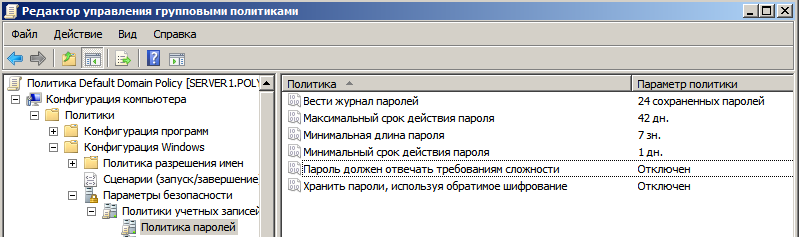 Редактор управления групповыми политиками
Файл Действие Вид Справка
Политика Default Domain Policy [SERVER1.POLY
Конфигурация компьютера
Политики
Конфигурация программ
Конфигурация Windows
Политика разрешения имен
Сценарии (запуск/завершение)
Параметры безопасности
Политики учетных записей
Политика паролей
Политика Параметр политики
Вести журнал паролей 24 сохраненных паролей
Максимальный срок действия пароля 42 дн.
Минимальная длина пароля 7 зн.
Минимальный срок действия пароля 1 дн.
Пароль должен отвечать требованиям сложности Отключен
Хранить пароли, используя обратимое шифрование Отключен